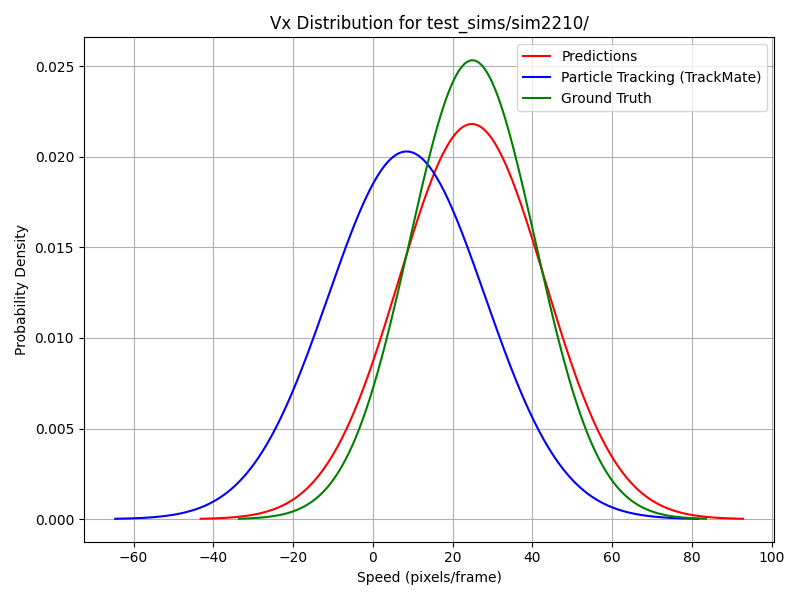 Vx Distribution for test_sims/sim2210/
Predictions
Particle Tracking (TrackMate)
Ground Truth
Probability Density
0.025
0.020
0.015
0.010
0.005
0.000
−60 −40 −20 0 20 40 60 80 100
Speed (pixels/frame)